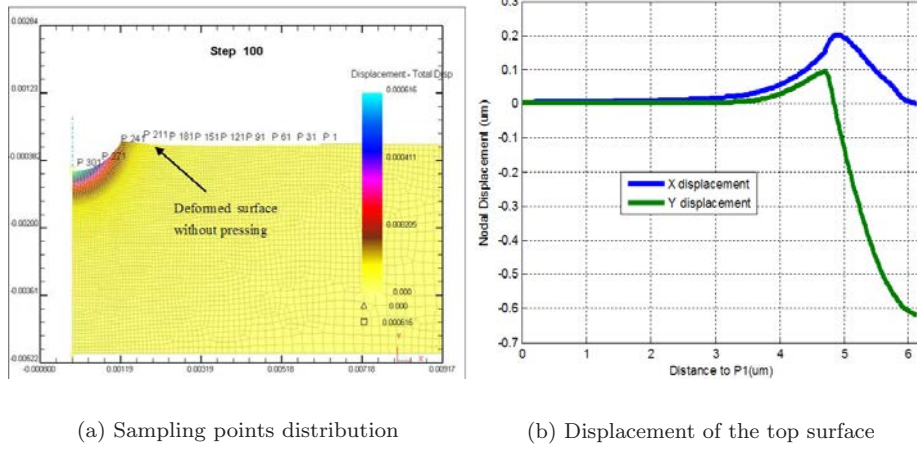 0.00284
Step 100
Displacement - Total Disp
0.00123
0.000616
P 241 P 211 P 181 P 151 P 121 P 91 P 61 P 31 P 1
-0.00038
P 301 P 271
0.000411
Deformed surface
without pressing
-0.00200
0.000205
-0.00361
0.000
0.000
0.000616
Y
X
-0.00522
-0.000800 0.00119 0.00319 0.00518 0.00718 0.00917
0.3
0.2
0.1
0
-0.1
-0.2
-0.3
-0.4
-0.5
-0.6
-0.7
Nodal Displacement (um)
X displacement
Y displacement
0 1 2 3 4 5 6
Distance to P1(um)
(a) Sampling points distribution
(b) Displacement of the top surface